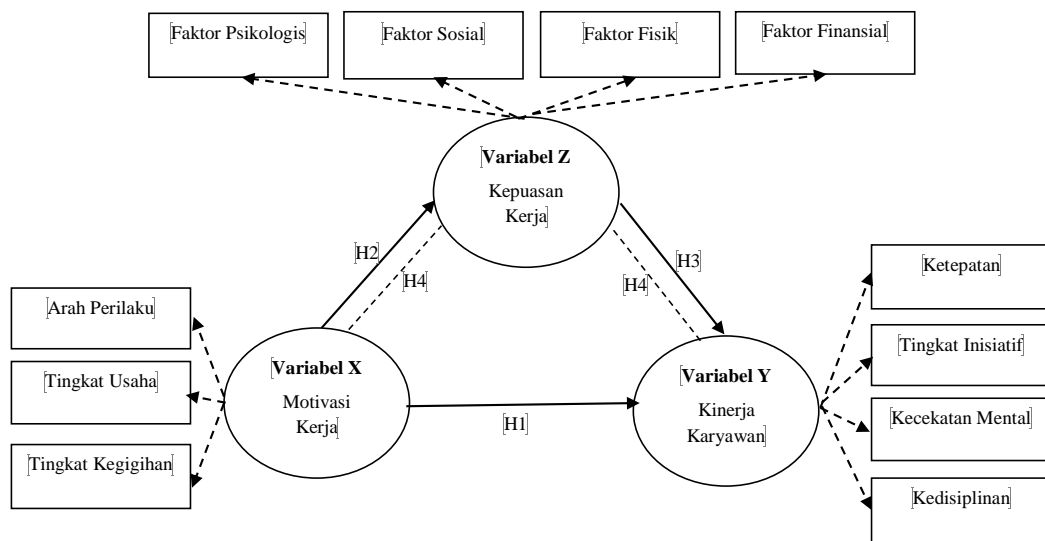 Faktor Psikologis
Faktor Sosial
Faktor Fisik
Faktor Finansial
Variabel Z
Kepuasan
Kerja
H2
H4
H3
H4
Arah Perilaku
Tingkat Usaha
Tingkat Kegigihan
Variabel X
Motivasi
Kerja
H1
Variabel Y
Kinerja
Karyawan
Ketepatan
Tingkat Inisiatif
Kecekatan Mental
Kedisiplinan